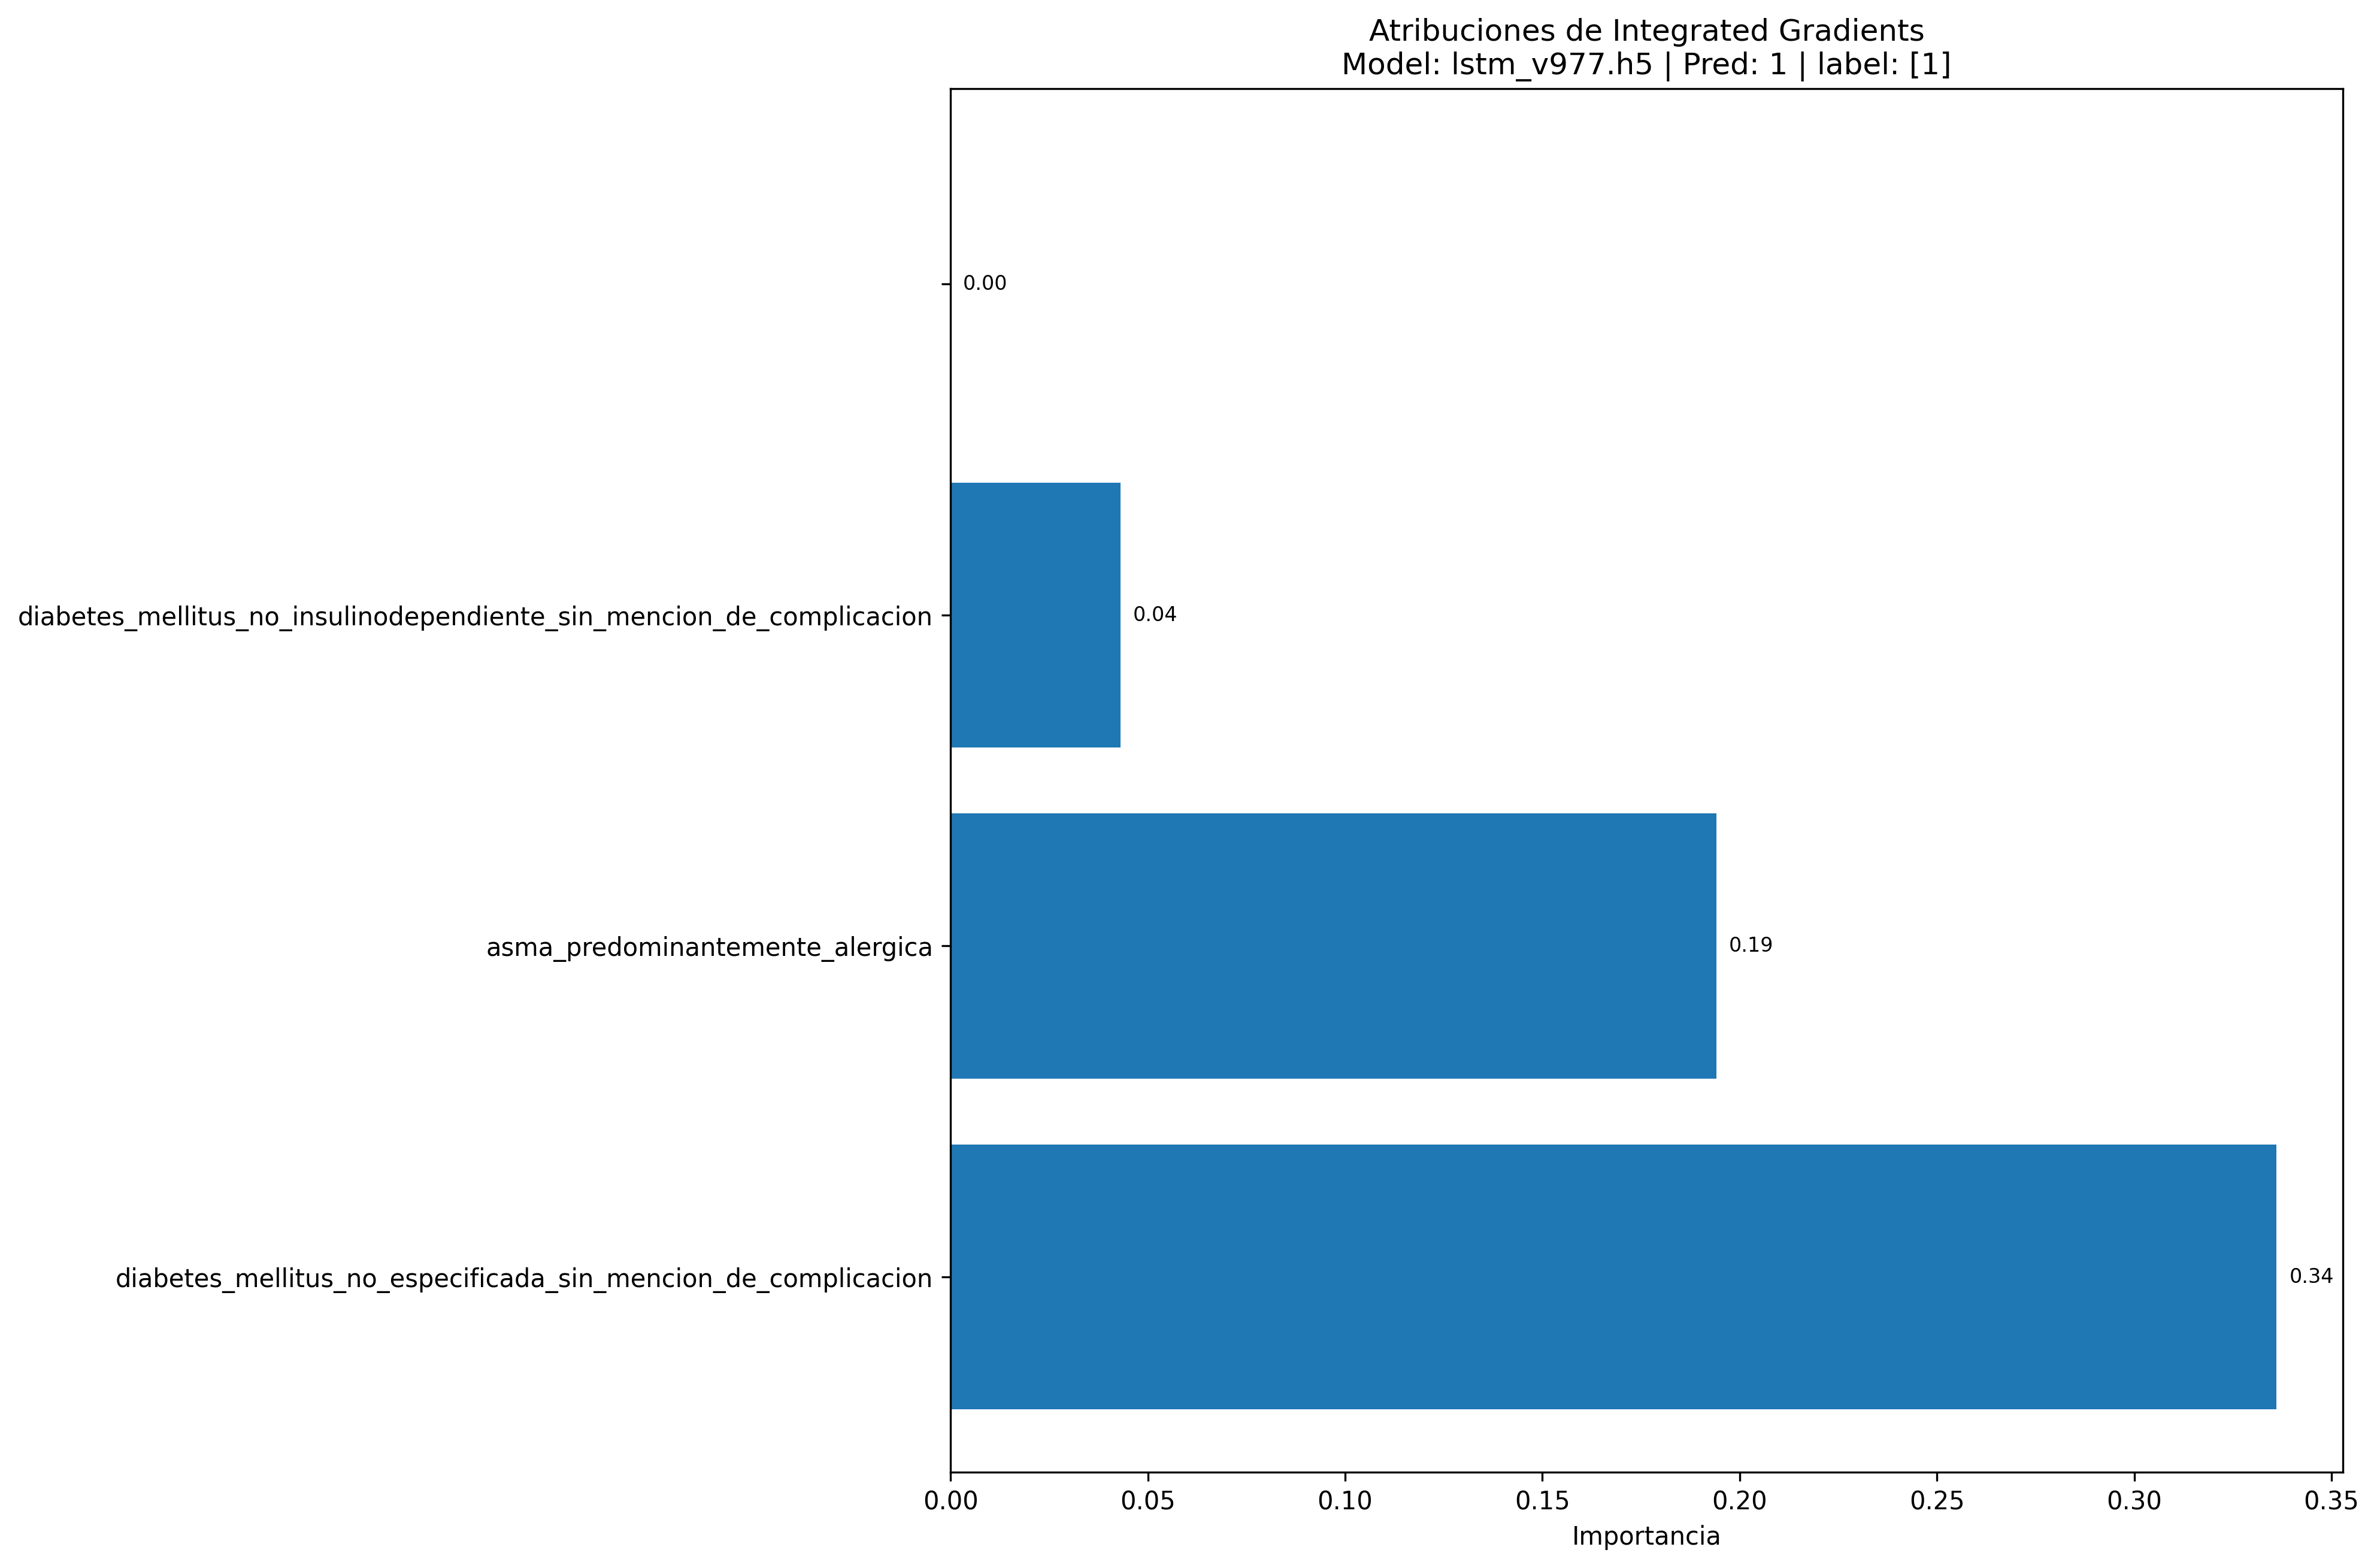 Atribuciones de Integrated Gradients
Model: lstm_v977.h5 | Pred: 1 | label: [1]
0.00
diabetes_mellitus_no_insulinodependiente_sin_mencion_de_complicacion
0.04
asma_predominantemente_alergica
0.19
diabetes_mellitus_no_especificada_sin_mencion_de_complicacion
0.34
0.00 0.05 0.10 0.15 0.20 0.25 0.30 0.35
Importancia